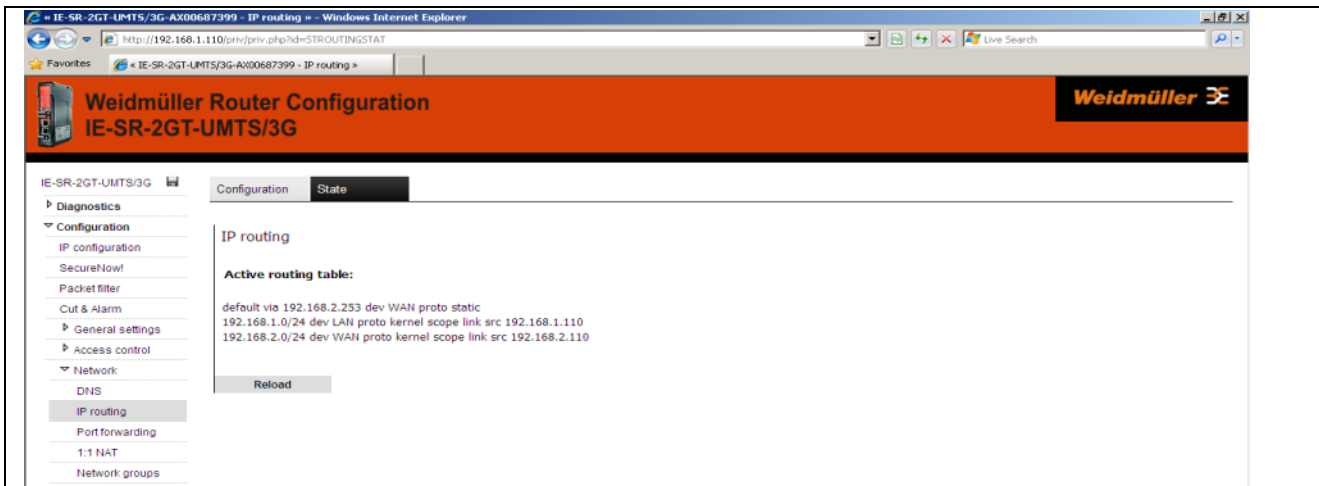 « IE-SR-2GT-UMTS/3G-AX00687399 - IP routing » - Windows Internet Explorer
http://192.168.1.110/priv/priv.php?id=STROUTINGSTAT
Live Search
Favorites
« IE-SR-2GT-UMTS/3G-AX00687399 - IP routing »
Weidmüller Router Configuration
IE-SR-2GT-UMTS/3G
Weidmüller
IE-SR-2GT-UMTS/3G
Configuration
State
Diagnostics
Configuration
IP configuration
SecureNow!
Packet filter
Cut & Alarm
General settings
Access control
Network
DNS
IP routing
Port forwarding
1:1 NAT
Network groups
IP routing
Active routing table:
default via 192.168.2.253 dev WAN proto static
192.168.1.0/24 dev LAN proto kernel scope link src 192.168.1.110
192.168.2.0/24 dev WAN proto kernel scope link src 192.168.2.110
Reload